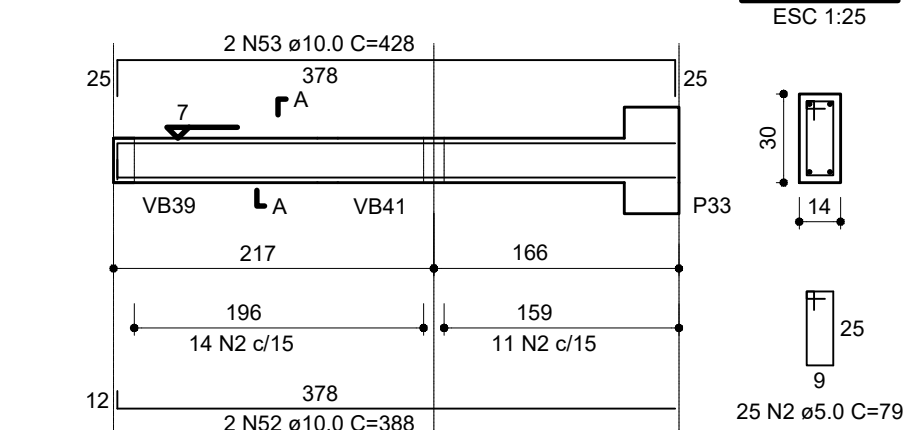 ESC 1:25
2 N53 ø10.0 C=428
25
378
25
A
7
30
VB39
A
VB41
P33
14
217
166
196
159
14 N2 c/15
11 N2 c/15
25
9
12
378
25 N2 ø5.0 C=79
2 N52 ø10.0 C=388